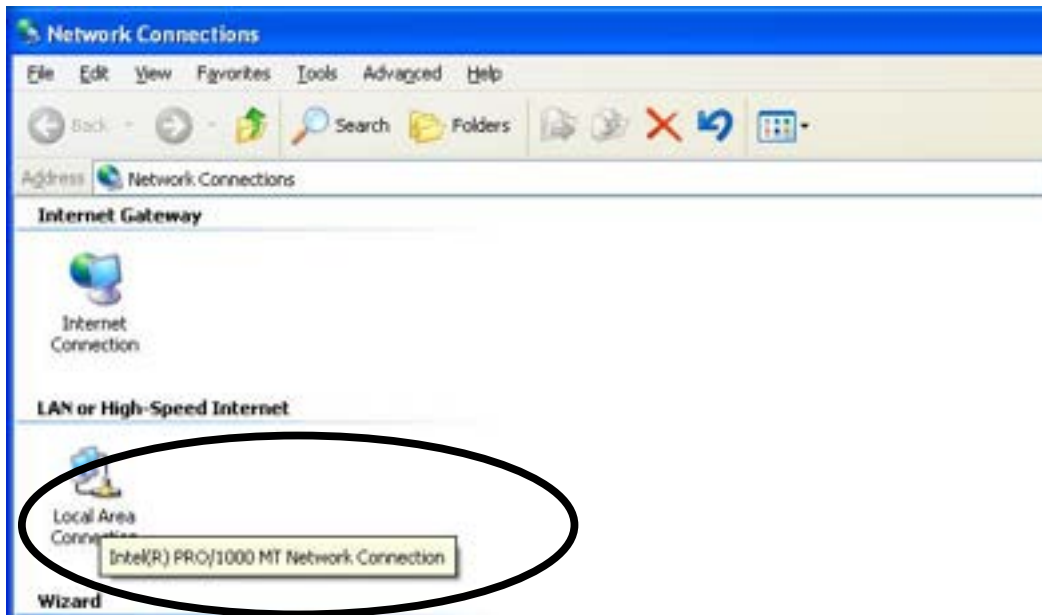 Network Connections
File Edit View Favorites Tools Advanced Help
Back Search Folders
Address Network Connections
Internet Gateway
Internet
Connection
LAN or High-Speed Internet
Local Area
Connection
Intel(R) PRO/1000 MT Network Connection
Wizard